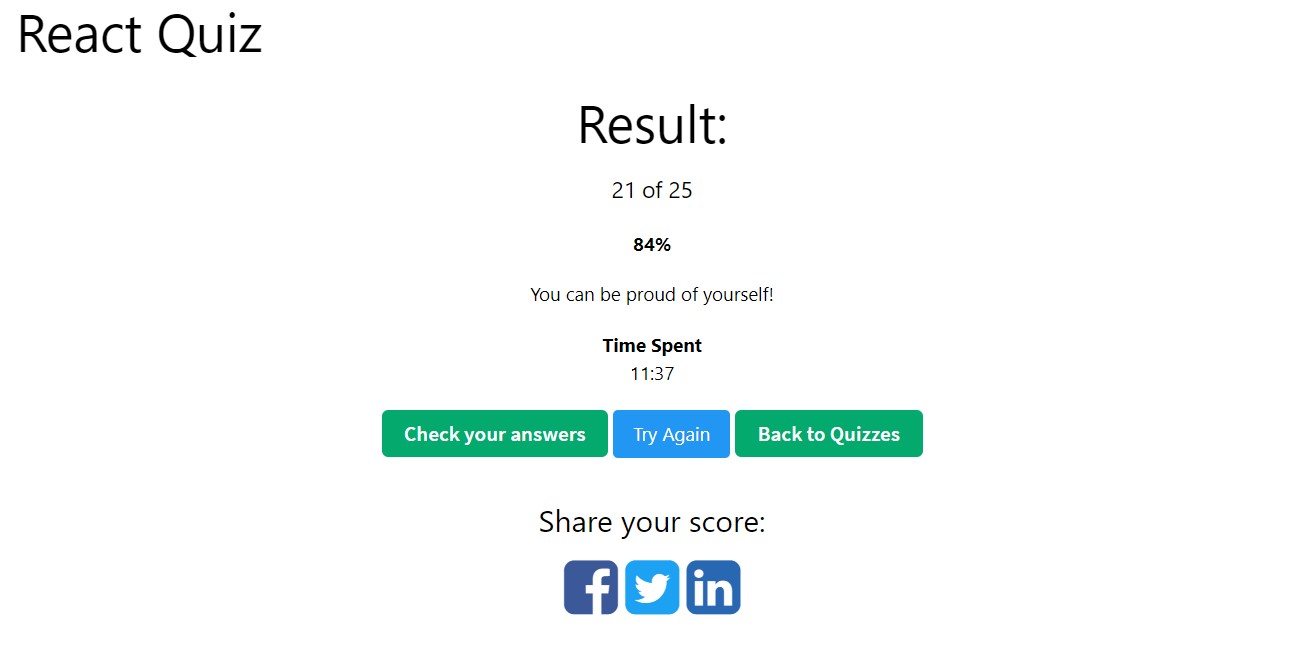 React Quiz
Result:
21 of 25
84%
You can be proud of yourself!
Time Spent
11:37
Check your answers Try Again Back to Quizzes
Share your score:
f in